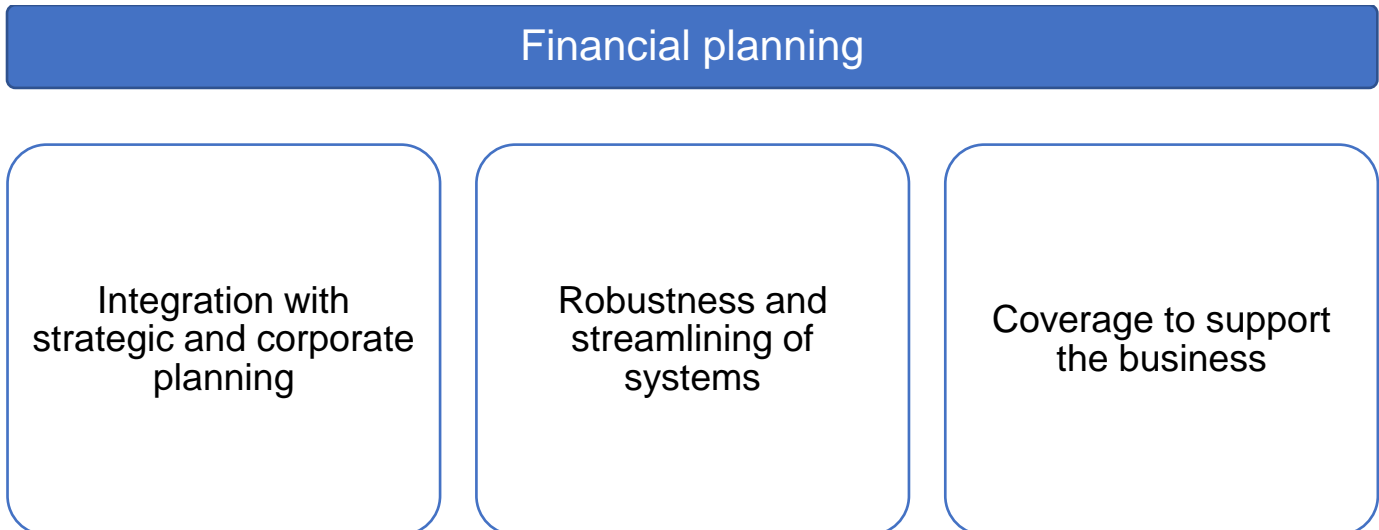 Financial planning
Integration with
strategic and corporate
planning
Robustness and
streamlining of
systems
Coverage to support
the business